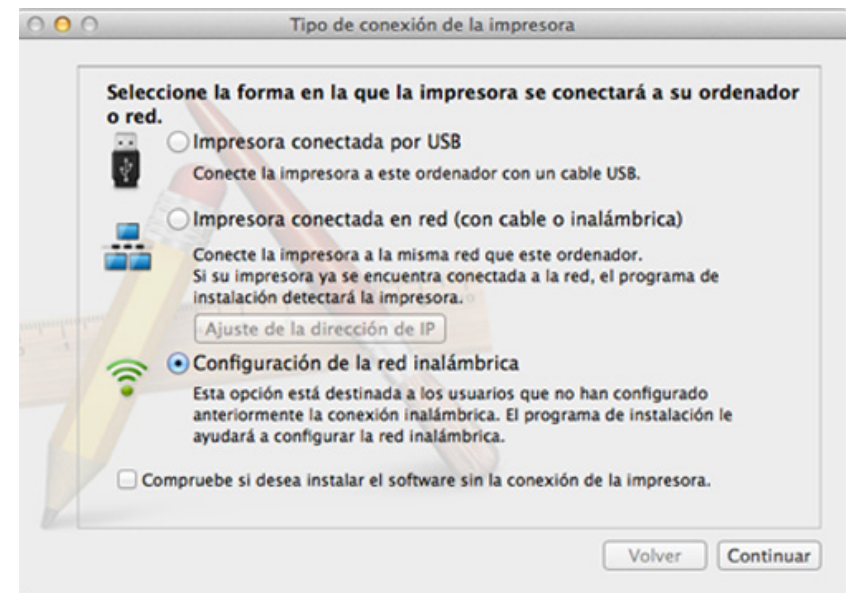 Tipo de conexión de la impresora
Seleccione la forma en la que la impresora se conectará a su ordenador
o red.
Impresora conectada por USB
Conecte la impresora a este ordenador con un cable USB.
Impresora conectada en red (con cable o inalámbrica)
Conecte la impresora a la misma red que este ordenador.
Si su impresora ya se encuentra conectada a la red, el programa de
instalación detectará la impresora.
Ajuste de la dirección de IP
Configuración de la red inalámbrica
Esta opción está destinada a los usuarios que no han configurado
anteriormente la conexión inalámbrica. El programa de instalación le
ayudará a configurar la red inalámbrica.
Compruebe si desea instalar el software sin la conexión de la impresora.
Volver Continuar